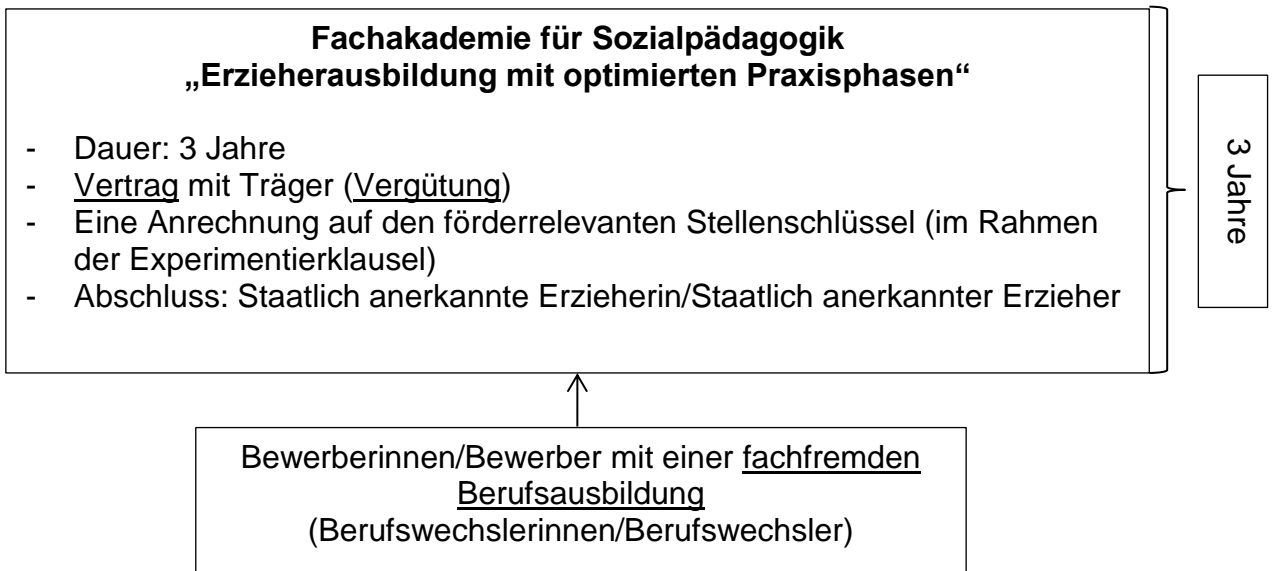 Fachakademie für Sozialpädagogik
„Erzieherausbildung mit optimierten Praxisphasen“
- Dauer: 3 Jahre
- Vertrag mit Träger (Vergütung)
- Eine Anrechnung auf den förderrelevanten Stellenschlüssel (im Rahmen
der Experimentierklausel)
- Abschluss: Staatlich anerkannte Erzieherin/Staatlich anerkannter Erzieher
3 Jahre
Bewerberinnen/Bewerber mit einer fachfremden
Berufsausbildung
(Berufswechslerinnen/Berufswechsler)